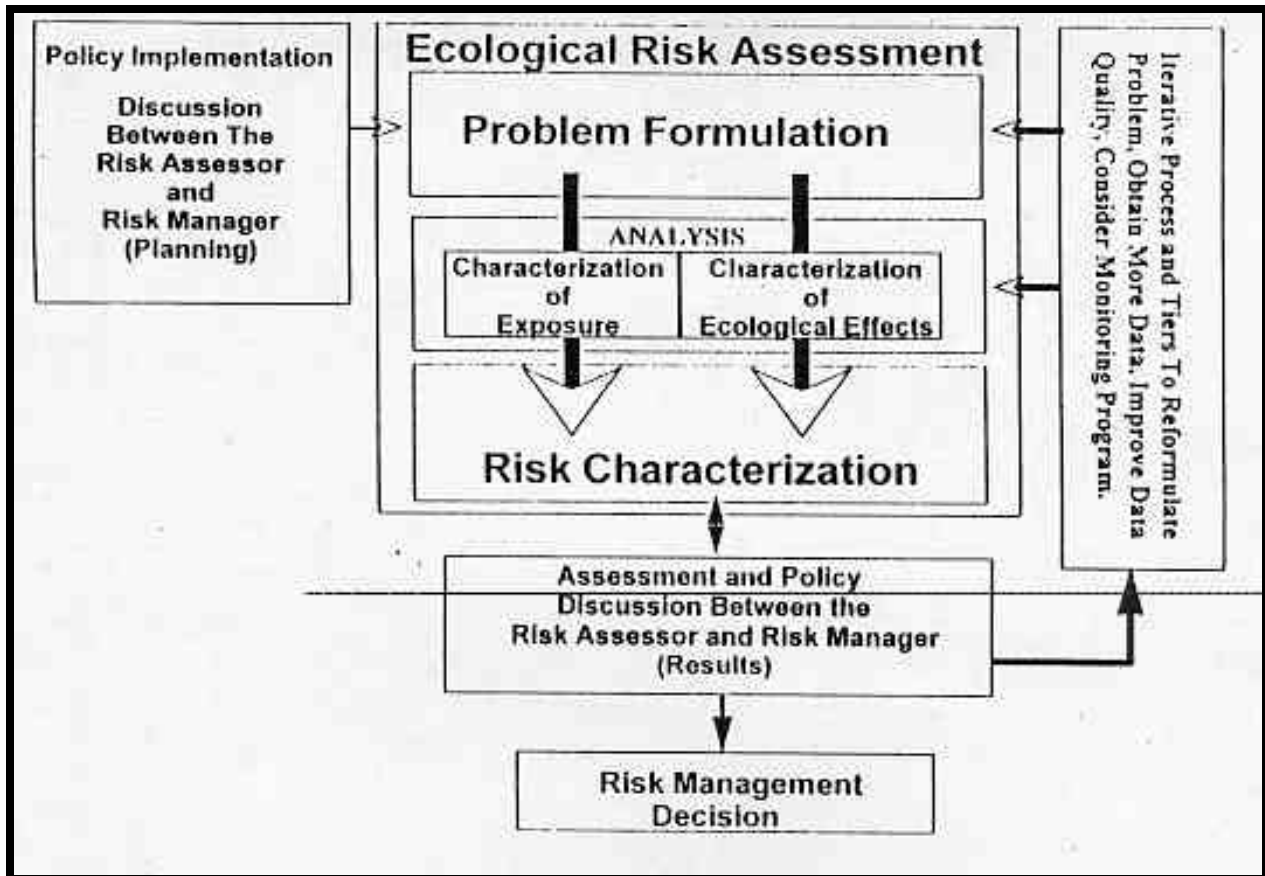 Policy Implementation
Discussion
Between The
Risk Assessor
and
Risk Manager
(Planning)
Ecological Risk Assessment
Problem Formulation
ANALYSIS
Characterization
of
Exposure
Characterization
of
Ecological Effects
Risk Characterization
Iterative Process and Tiers To Reformulate
Problem, Obtain More Data, Improve Data
Quality, Consider Monitoring Program.
Assessment and Policy
Discussion Between the
Risk Assessor and Risk Manager
(Results)
Risk Management
Decision